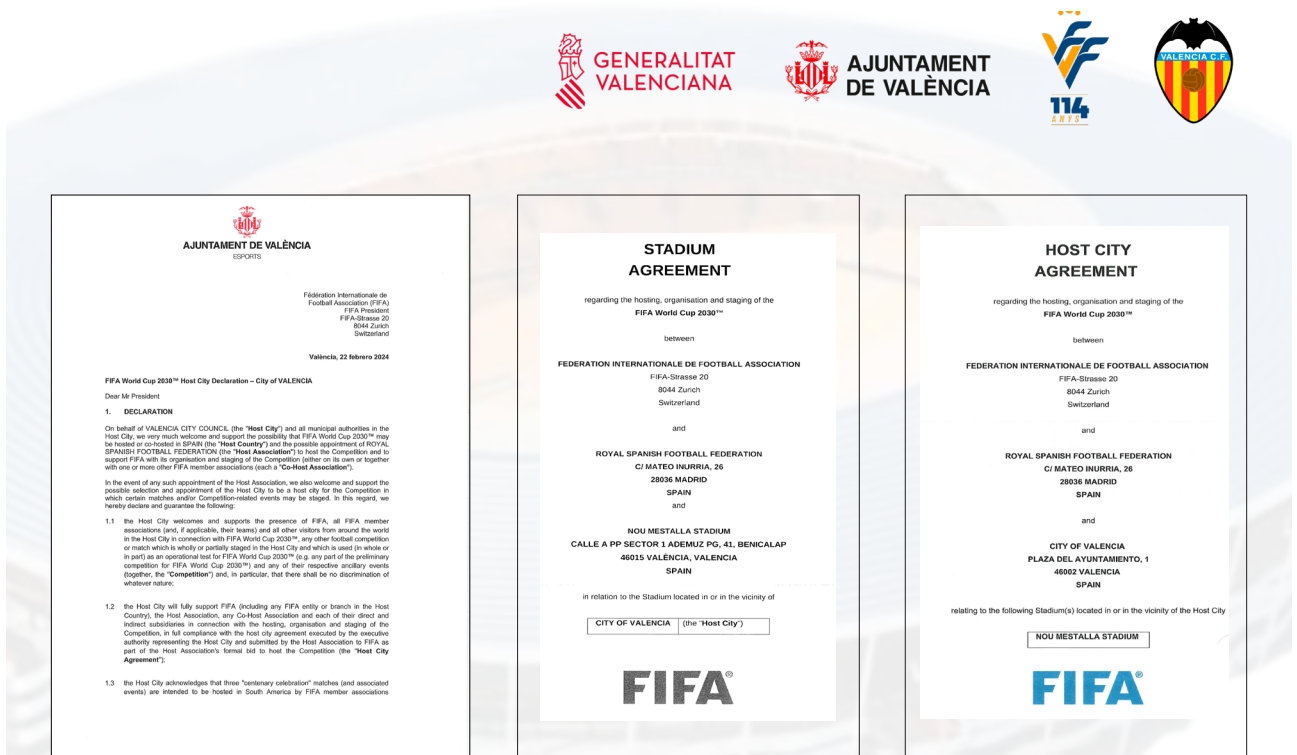 GENERALITAT
VALENCIANA
AJUNTAMENT
DE VALÈNCIA
114
ANYS
VALENCIA C.F.
AJUNTAMENT DE VALÈNCIA
ESPORTS
Fédération Internationale de
Football Association (FIFA)
FIFA President
FIFA-Strasse 20
8044 Zurich
Switzerland
València, 22 febrero 2024
FIFA World Cup 2030™ Host City Declaration – City of VALENCIA
Dear Mr President
1. DECLARATION
On behalf of VALENCIA CITY COUNCIL (the "Host City") and all municipal authorities in the
Host City, we very much welcome and support the possibility that FIFA World Cup 2030™ may
be hosted or co-hosted in SPAIN (the "Host Country") and the possible appointment of ROYAL
SPANISH FOOTBALL FEDERATION (the "Host Association") to host the Competition and to
support FIFA with its organisation and staging of the Competition (either on its own or together
with one or more other FIFA member associations (each a "Co-Host Association").
In the event of any such appointment of the Host Association, we also welcome and support the
possible selection and appointment of the Host City to be a host city for the Competition in
which certain matches and/or Competition-related events may be staged. In this regard, we
hereby declare and guarantee the following:
1.1 the Host City welcomes and supports the presence of FIFA, all FIFA member
associations (and, if applicable, their teams) and all other visitors from around the world
in the Host City in connection with FIFA World Cup 2030™, any other football competition
or match which is wholly or partially staged in the Host City and which is used (in whole or
in part) as an operational test for FIFA World Cup 2030™ (e.g. any part of the preliminary
competition for FIFA World Cup 2030™) and any of their respective ancillary events
(together, the "Competition") and, in particular, that there shall be no discrimination of
whatever nature;
1.2 the Host City will fully support FIFA (including any FIFA entity or branch in the Host
Country), the Host Association, any Co-Host Association and each of their direct and
indirect subsidiaries in connection with the hosting, organisation and staging of the
Competition, in full compliance with the host city agreement executed by the executive
authority representing the Host City and submitted by the Host Association to FIFA as
part of the Host Association's formal bid to host the Competition (the "Host City
Agreement");
1.3 the Host City acknowledges that three "centenary celebration" matches (and associated
events) are intended to be hosted in South America by FIFA member associations
STADIUM
AGREEMENT
regarding the hosting, organisation and staging of the
FIFA World Cup 2030™
between
FEDERATION INTERNATIONALE DE FOOTBALL ASSOCIATION
FIFA-Strasse 20
8044 Zurich
Switzerland
and
ROYAL SPANISH FOOTBALL FEDERATION
C/ MATEO INURRIA, 26
28036 MADRID
SPAIN
and
NOU MESTALLA STADIUM
CALLE A PP SECTOR 1 ADEMUZ PG, 41, BENICALAP
46015 VALÈNCIA, VALENCIA
SPAIN
in relation to the Stadium located in or in the vicinity of
CITY OF VALENCIA (the "Host City")
FIFA®
HOST CITY
AGREEMENT
regarding the hosting, organisation and staging of the
FIFA World Cup 2030™
between
FEDERATION INTERNATIONALE DE FOOTBALL ASSOCIATION
FIFA-Strasse 20
8044 Zurich
Switzerland
and
ROYAL SPANISH FOOTBALL FEDERATION
C/ MATEO INURRIA, 26
28036 MADRID
SPAIN
and
CITY OF VALENCIA
PLAZA DEL AYUNTAMIENTO, 1
46002 VALENCIA
SPAIN
relating to the following Stadium(s) located in or in the vicinity of the Host City
NOU MESTALLA STADIUM
FIFA®